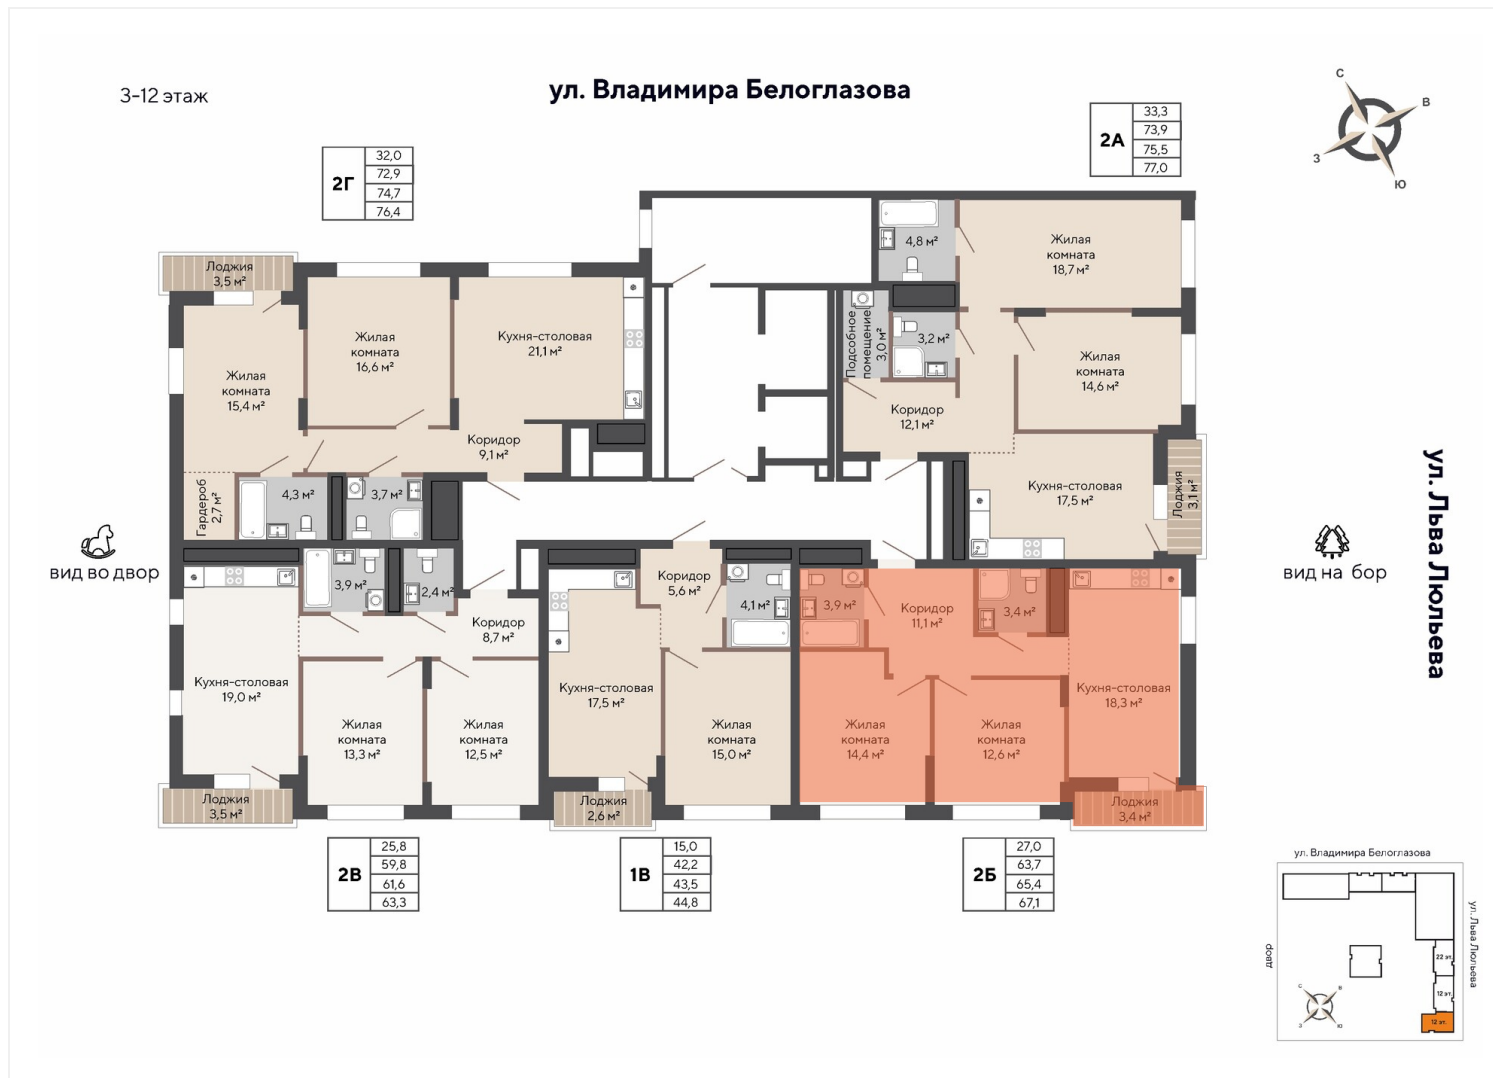 3-12 этаж
ул. Владимира Белоглазова
С
В
З
Ю
2Г
32,0
72,9
74,7
76,4
2А
33,3
73,9
75,5
77,0
Лоджия
3,5 м²
Жилая
комната
16,6 м²
Кухня-столовая
21,1 м²
Жилая
комната
15,4 м²
Коридор
9,1 м²
Гардероб
2,7 м²
4,3 м²
3,7 м²
4,8 м²
Жилая
комната
18,7 м²
Подсобное
помещение
3,0 м²
3,2 м²
Жилая
комната
14,6 м²
Коридор
12,1 м²
Кухня-столовая
17,5 м²
Лоджия
3,1 м²
ул. Льва Люльева
вид во двор
вид на бор
3,9 м²
2,4 м²
Коридор
8,7 м²
Кухня-столовая
19,0 м²
Жилая
комната
13,3 м²
Жилая
комната
12,5 м²
Лоджия
3,5 м²
Коридор
5,6 м²
4,1 м²
Кухня-столовая
17,5 м²
Жилая
комната
15,0 м²
Лоджия
2,6 м²
3,9 м²
Коридор
11,1 м²
3,4 м²
Кухня-столовая
18,3 м²
Жилая
комната
14,4 м²
Жилая
комната
12,6 м²
Лоджия
3,4 м²
2В
25,8
59,8
61,6
63,3
1В
15,0
42,2
43,5
44,8
2Б
27,0
63,7
65,4
67,1
ул. Владимира Белоглазова
ул. Льва Люльева
двор
22 эт.
12 эт.
12 эт.
С
В
З
Ю